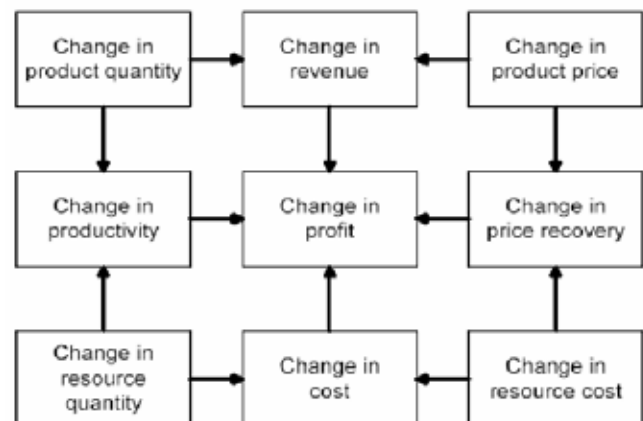 Change in
product quantity
Change in
revenue
Change in
product price
Change in
productivity
Change in
profit
Change in
price recovery
Change in
resource
quantity
Change in
cost
Change in
resource cost